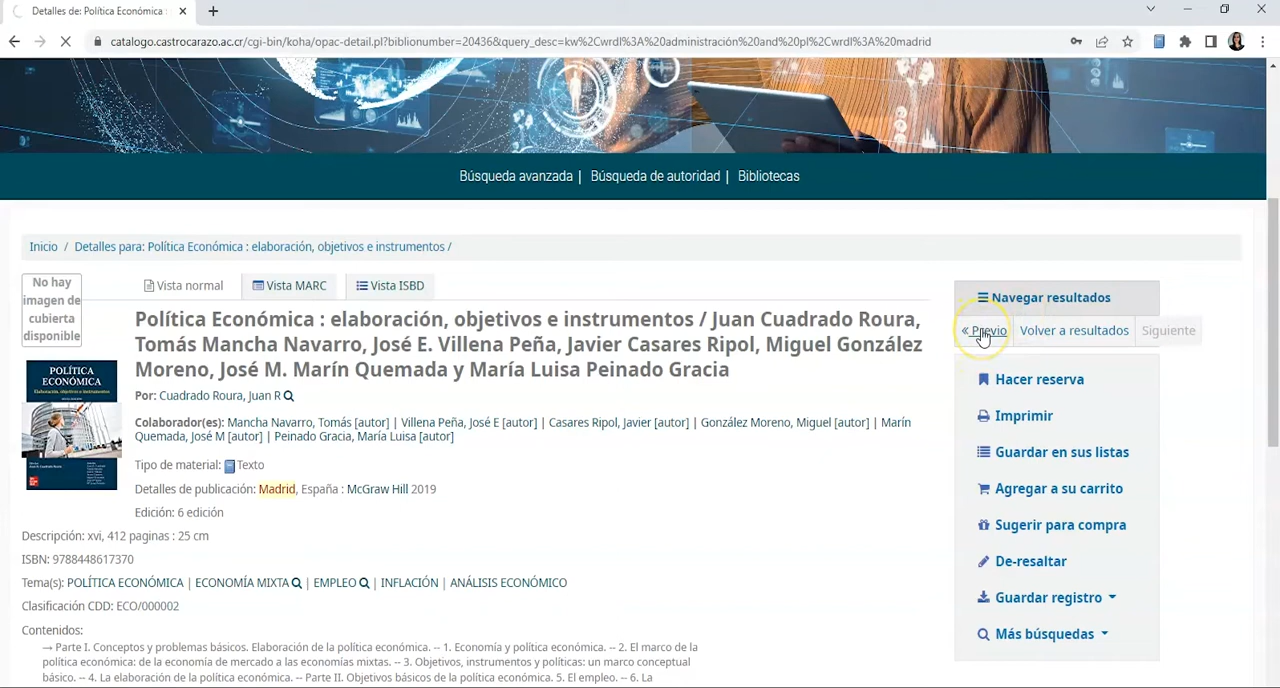 Detalles de: Política Económica :
catalogo.castrocarazo.ac.cr/cgi-bin/koha/opac-detail.pl?biblionumber=20436&query_desc=kw%2Cwrdl%3A%20administración%20and%20pl%2Cwrdl%3A%20madrid
Búsqueda avanzada | Búsqueda de autoridad | Bibliotecas
Inicio / Detalles para: Política Económica : elaboración, objetivos e instrumentos /
No hay
imagen de
cubierta
disponible
POLÍTICA
ECONÓMICA
Vista normal Vista MARC Vista ISBD
Política Económica : elaboración, objetivos e instrumentos / Juan Cuadrado Roura,
Tomás Mancha Navarro, José E. Villena Peña, Javier Casares Ripol, Miguel González
Moreno, José M. Marín Quemada y María Luisa Peinado Gracia
Por: Cuadrado Roura, Juan R
Colaborador(es): Mancha Navarro, Tomás [autor] | Villena Peña, José E [autor] | Casares Ripol, Javier [autor] | González Moreno, Miguel [autor] | Marín
Quemada, José M [autor] | Peinado Gracia, María Luisa [autor]
Tipo de material: Texto
Detalles de publicación: Madrid, España : McGraw Hill 2019
Edición: 6 edición
Descripción: xvi, 412 paginas : 25 cm
ISBN: 9788448617370
Tema(s): POLÍTICA ECONÓMICA | ECONOMÍA MIXTA | EMPLEO | INFLACIÓN | ANÁLISIS ECONÓMICO
Clasificación CDD: ECO/000002
Contenidos:
→ Parte I. Conceptos y problemas básicos. Elaboración de la política económica. -- 1. Economía y política económica. -- 2. El marco de la
política económica: de la economía de mercado a las economías mixtas. -- 3. Objetivos, instrumentos y políticas: un marco conceptual
básico. -- 4. La elaboración de la política económica. -- Parte II. Objetivos básicos de la política económica. 5. El empleo. -- 6. La
Navegar resultados
« Previo Volver a resultados Siguiente
Hacer reserva
Imprimir
Guardar en sus listas
Agregar a su carrito
Sugerir para compra
De-resaltar
Guardar registro
Más búsquedas